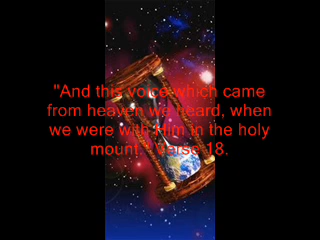 "And this voice which came
from heaven we heard, when
we were with Him in the holy
mount." Verse 18.